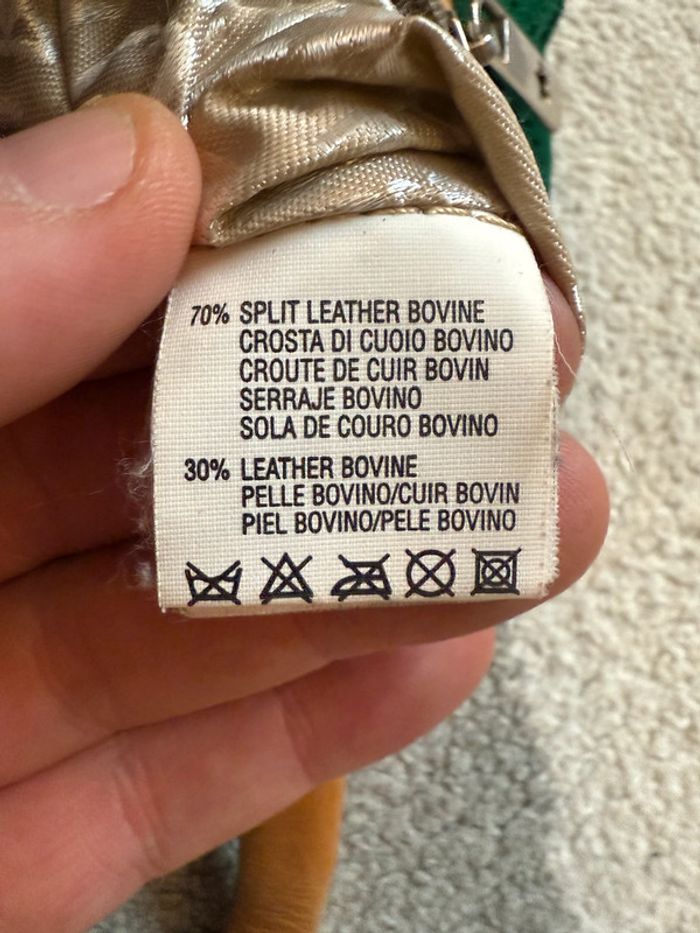 70% SPLIT LEATHER BOVINE
CROSTA DI CUOIO BOVINO
CROUTE DE CUIR BOVIN
SERRAJE BOVINO
SOLA DE COURO BOVINO
30% LEATHER BOVINE
PELLE BOVINO/CUIR BOVIN
PIEL BOVINO/PELE BOVINO